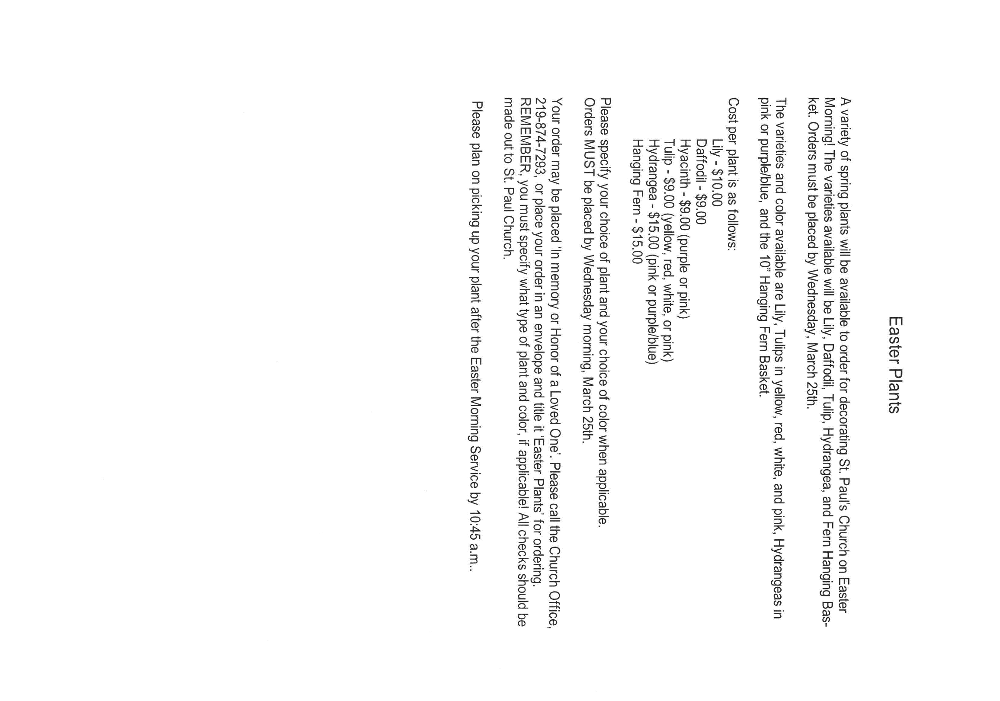 Easter Plants
A variety of spring plants will be available to order for decorating St. Paul's Church on Easter
Morning! The varieties available will be Lily, Daffodil, Tulip, Hydrangea, and Fern Hanging Bas-
ket. Orders must be placed by Wednesday, March 25th.
The varieties and color available are Lily, Tulips in yellow, red, white, and pink, Hydrangeas in
pink or purple/blue, and the 10” Hanging Fern Basket.
Cost per plant is as follows:
Lily - $10.00
Daffodil - $9.00
Hyacinth - $9.00 (purple or pink)
Tulip - $9.00 (yellow, red, white, or pink)
Hydrangea - $15.00 (pink or purple/blue)
Hanging Fern - $15.00
Please specify your choice of plant and your choice of color when applicable.
Orders MUST be placed by Wednesday morning, March 25th.
Your order may be placed ‘In memory or Honor of a Loved One’. Please call the Church Office,
219-874-7293, or place your order in an envelope and title it ‘Easter Plants’ for ordering.
REMEMBER, you must specify what type of plant and color, if applicable! All checks should be
made out to St. Paul Church.
Please plan on picking up your plant after the Easter Morning Service by 10:45 a.m..